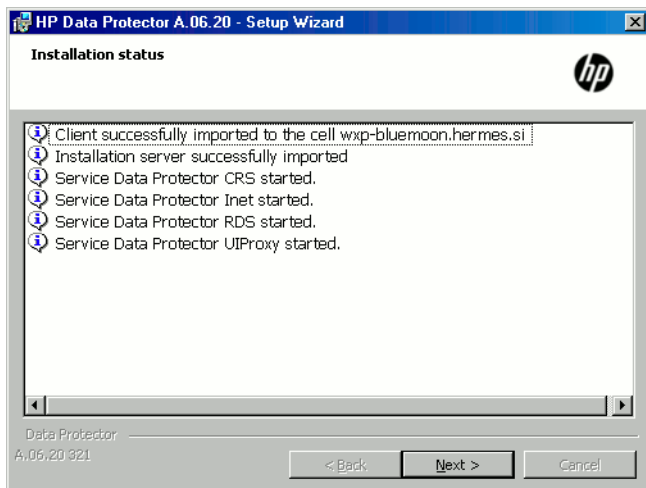 HP Data Protector A.06.20 - Setup Wizard
Installation status
hp
Client successfully imported to the cell wxp-bluemoon.hermes.si
Installation server successfully imported
Service Data Protector CRS started.
Service Data Protector Inet started.
Service Data Protector RDS started.
Service Data Protector UIProxy started.
Data Protector
A.06.20 321
< Back Next > Cancel